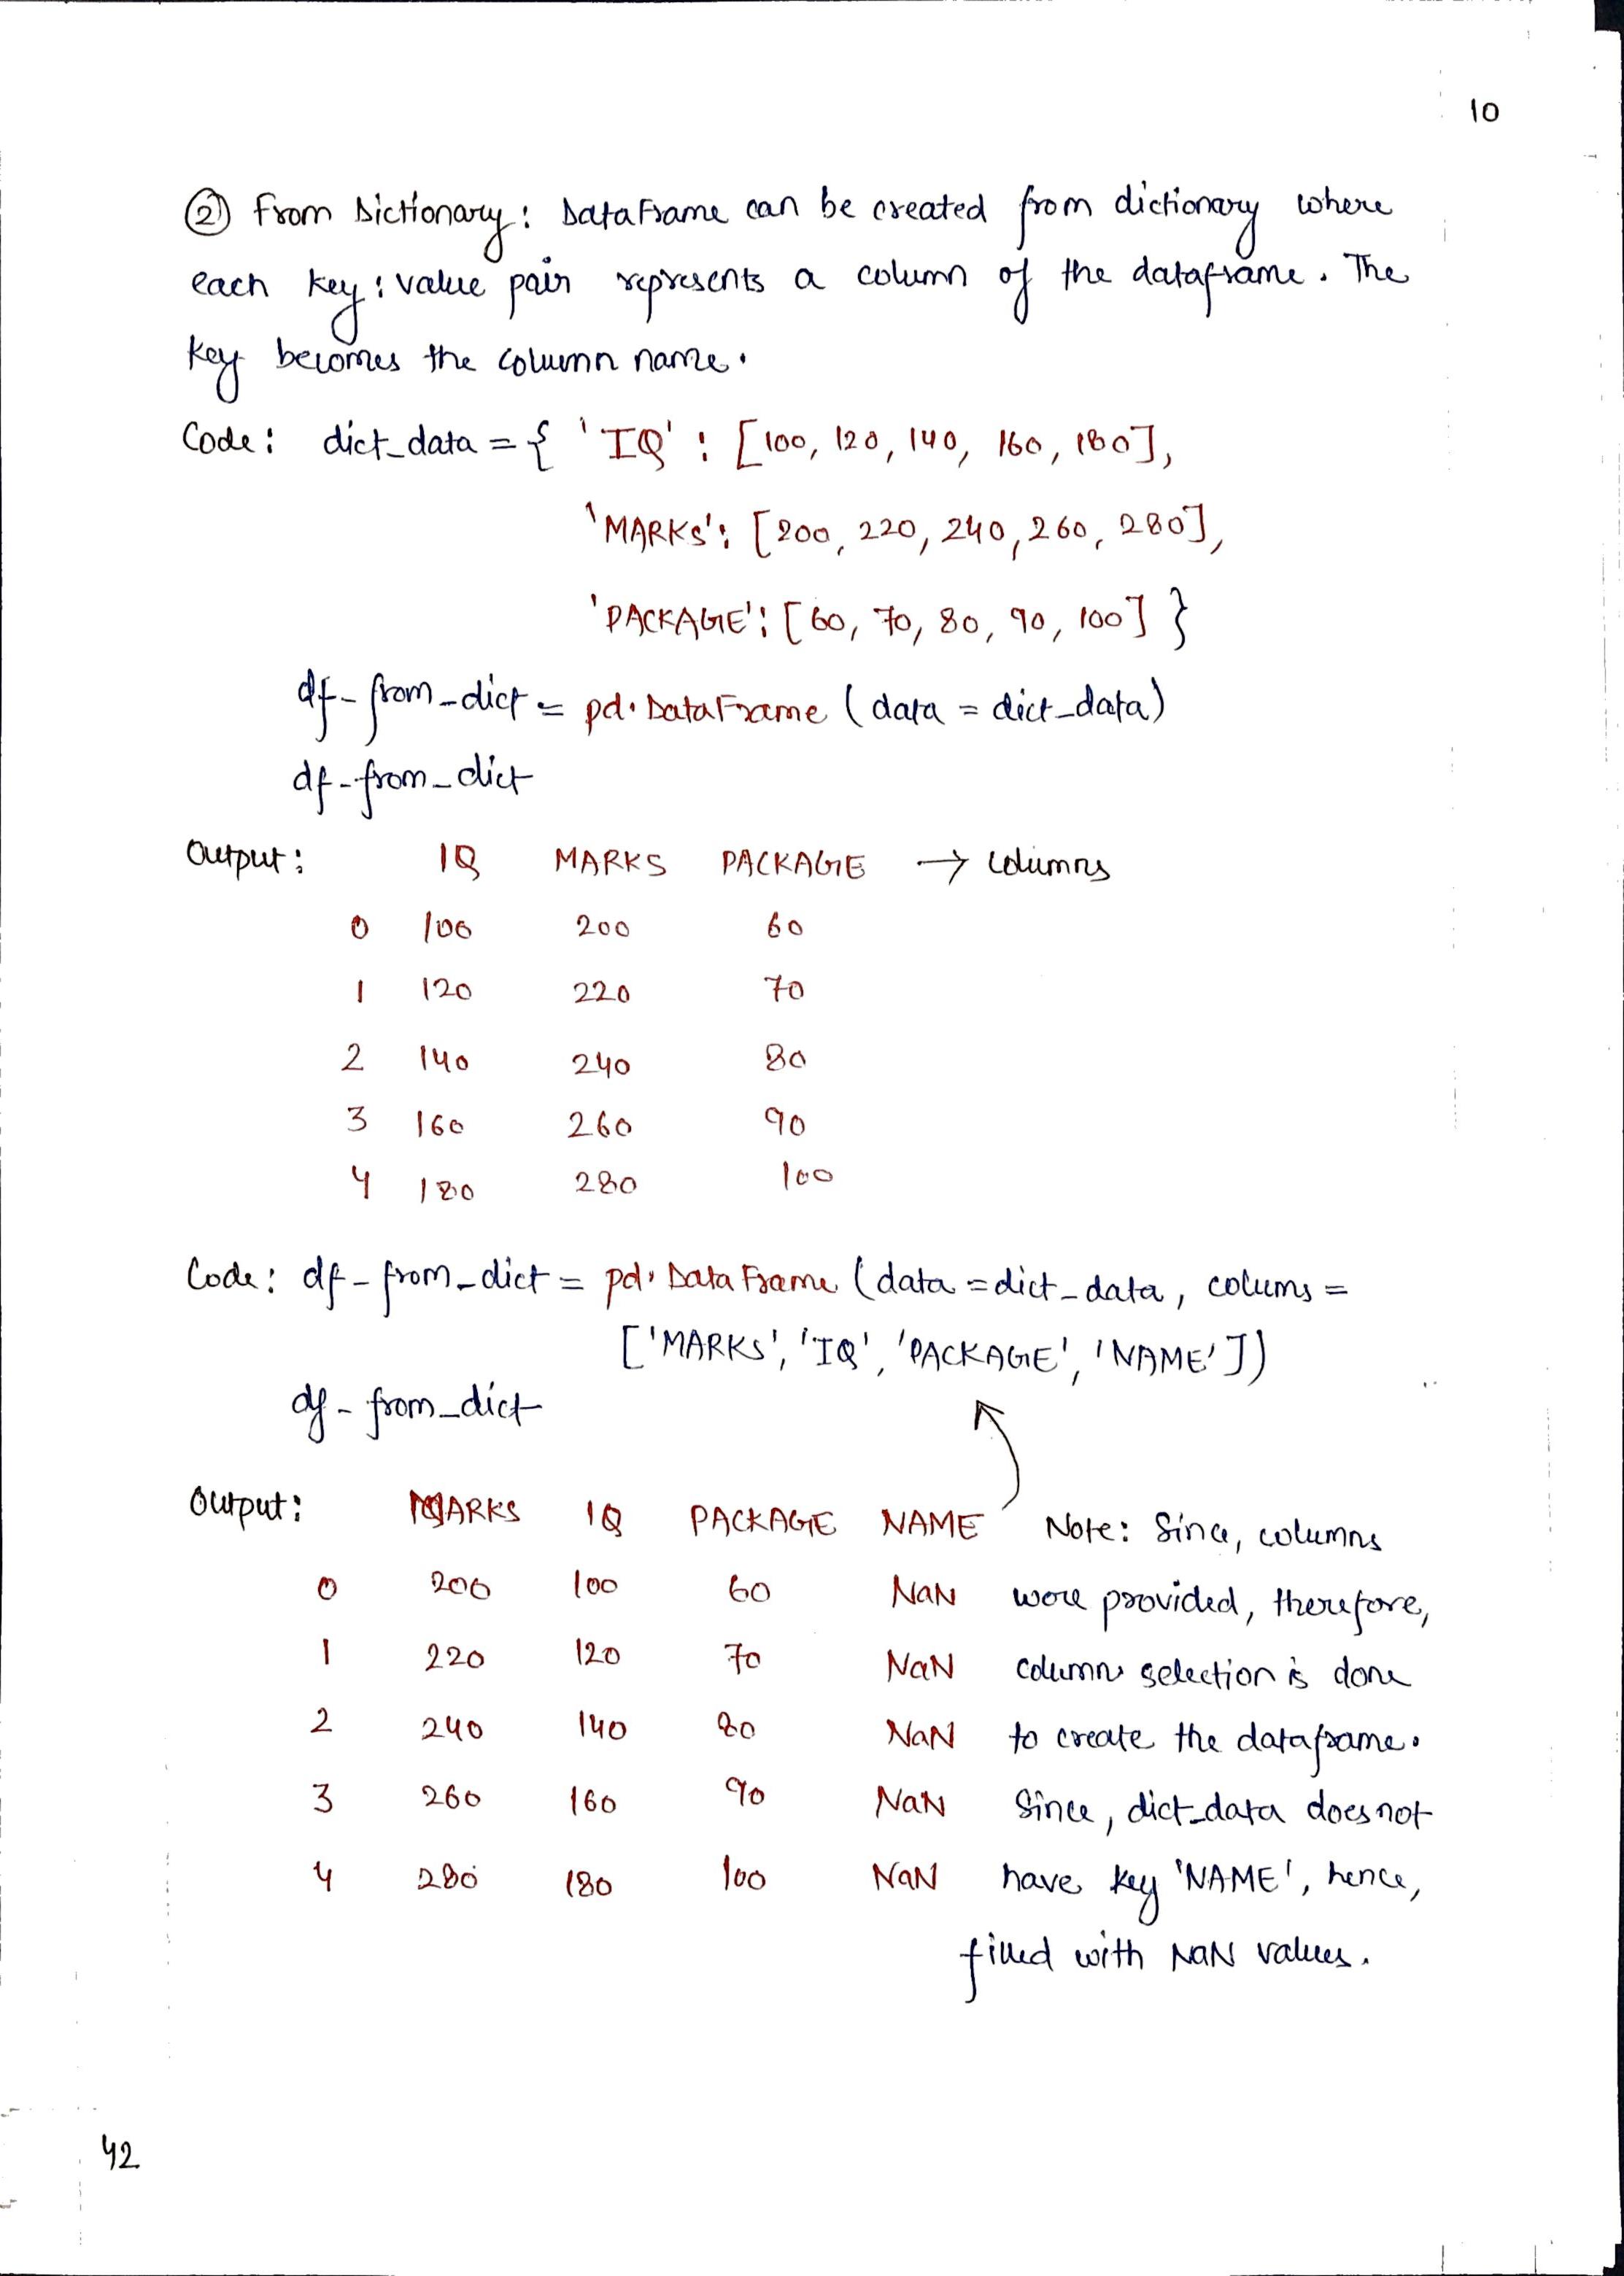 10
② From Dictionary: DataFrame can be created from dictionary where
each key: value pair represents a column of the dataframe. The
key becomes the column name.
Code: dict_data = { 'IQ' : [100, 120, 140, 160, 180],
'MARKS': [200, 220, 240, 260, 280],
'PACKAGE': [60, 70, 80, 90, 100] }
df_from_dict = pd.DataFrame (data = dict_data)
df_from_dict
Output: IQ MARKS PACKAGE → columns
0 100 200 60
1 120 220 70
2 140 240 80
3 160 260 90
4 180 280 100
Code: df_from_dict = pd.DataFrame (data = dict_data, colums =
['MARKS', 'IQ', 'PACKAGE', 'NAME'])
df_from_dict
Output: MARKS IQ PACKAGE NAME Note: Since, columns
0 200 100 60 NaN were provided, therefore,
1 220 120 70 NaN column selection is done
2 240 140 80 NaN to create the dataframe.
3 260 160 90 NaN Since, dict_data does not
4 280 180 100 NaN have key 'NAME', hence,
filled with NaN values.
42